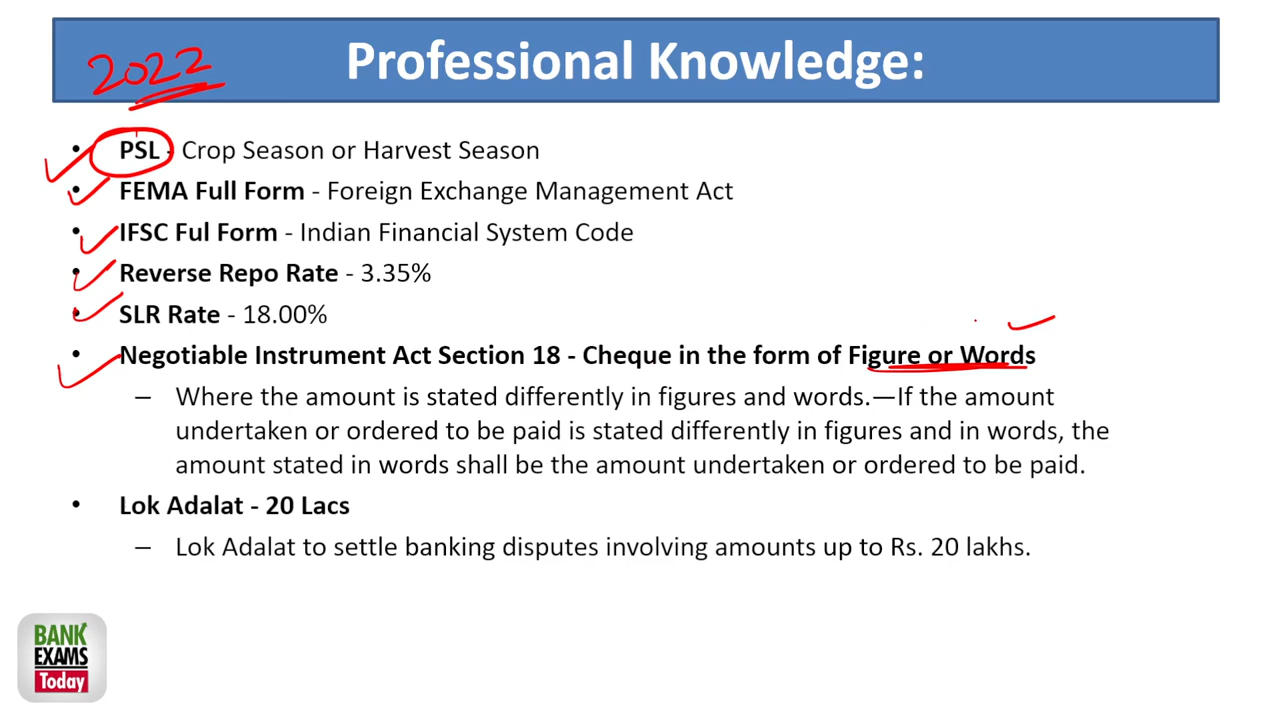 2022
Professional Knowledge:
• PSL - Crop Season or Harvest Season
• FEMA Full Form - Foreign Exchange Management Act
• IFSC Ful Form - Indian Financial System Code
• Reverse Repo Rate - 3.35%
• SLR Rate - 18.00%
• Negotiable Instrument Act Section 18 - Cheque in the form of Figure or Words
– Where the amount is stated differently in figures and words.—If the amount
undertaken or ordered to be paid is stated differently in figures and in words, the
amount stated in words shall be the amount undertaken or ordered to be paid.
• Lok Adalat - 20 Lacs
– Lok Adalat to settle banking disputes involving amounts up to Rs. 20 lakhs.
BANK
EXAMS
Today